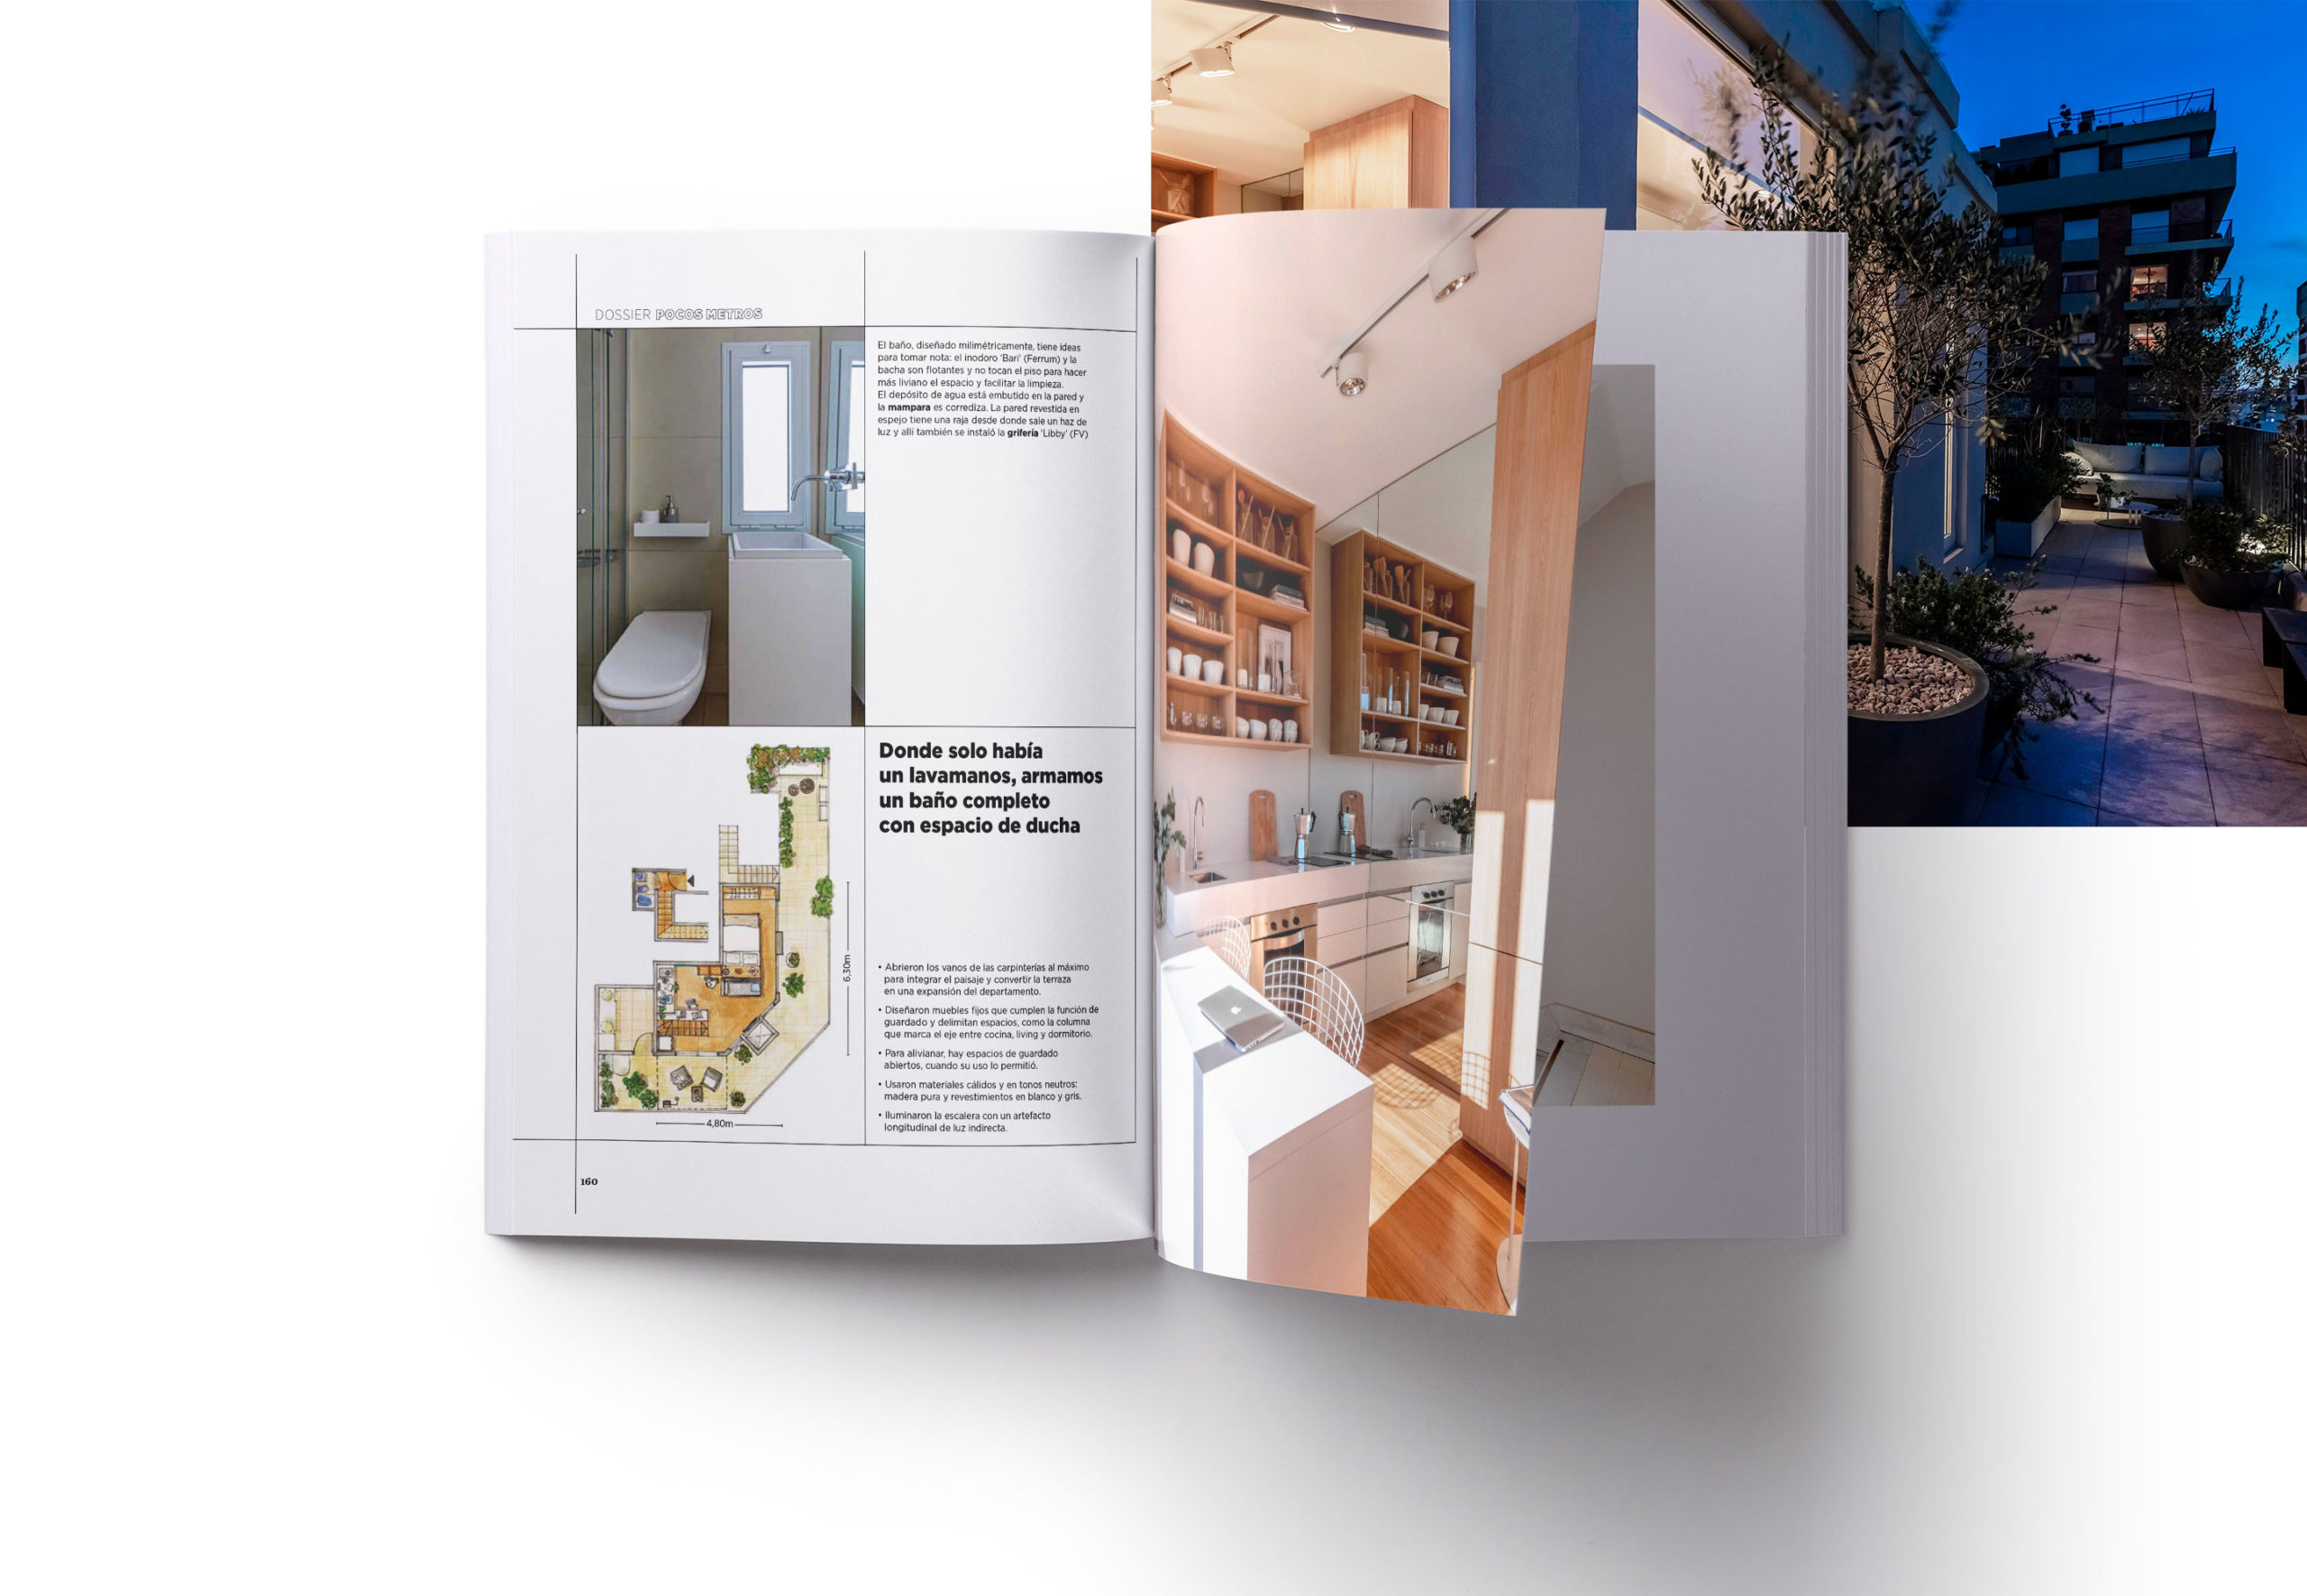 DOSSIER POCOS METROS
El baño, diseñado milimétricamente, tiene ideas
para tomar nota: el inodoro 'Bari' (Ferrum) y la
bacha son flotantes y no tocan el piso para hacer
más liviano el espacio y facilitar la limpieza.
El depósito de agua está embutido en la pared y
la mampara es corrediza. La pared revestida en
espejo tiene una raja desde donde sale un haz de
luz y allí también se instaló la grifería 'Libby' (FV)
Donde solo había
un lavamanos, armamos
un baño completo
con espacio de ducha
6,30m
4,80m
• Abrieron los vanos de las carpinterías al máximo
para integrar el paisaje y convertir la terraza
en una expansión del departamento.
• Diseñaron muebles fijos que cumplen la función de
guardado y delimitan espacios, como la columna
que marca el eje entre cocina, living y dormitorio.
• Para alivianar, hay espacios de guardado
abiertos, cuando su uso lo permitió.
• Usaron materiales cálidos y en tonos neutros:
madera pura y revestimientos en blanco y gris.
• Iluminaron la escalera con un artefacto
longitudinal de luz indirecta.
160